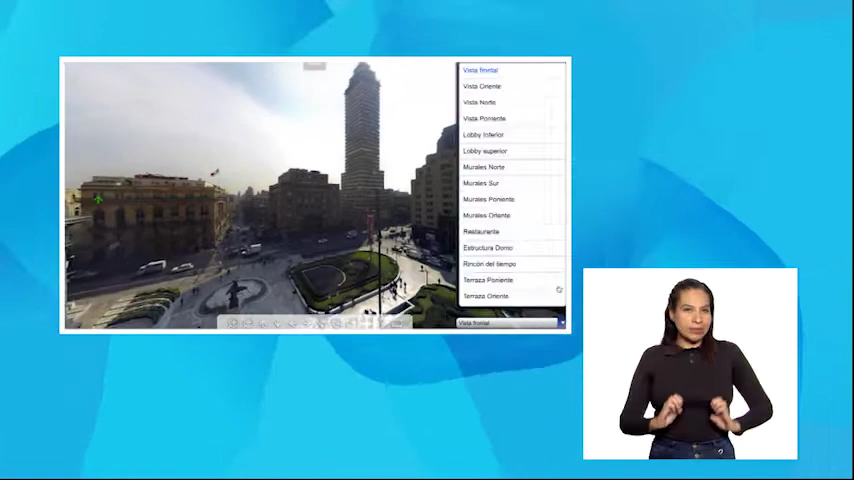 Vista frontal
Vista Oriente
Vista Norte
Vista Poniente
Lobby Inferior
Lobby superior
Murales Norte
Murales Sur
Murales Poniente
Murales Oriente
Restaurante
Estructura Domo
Rincón del tiempo
Terraza Poniente
Terraza Oriente
Vista frontal